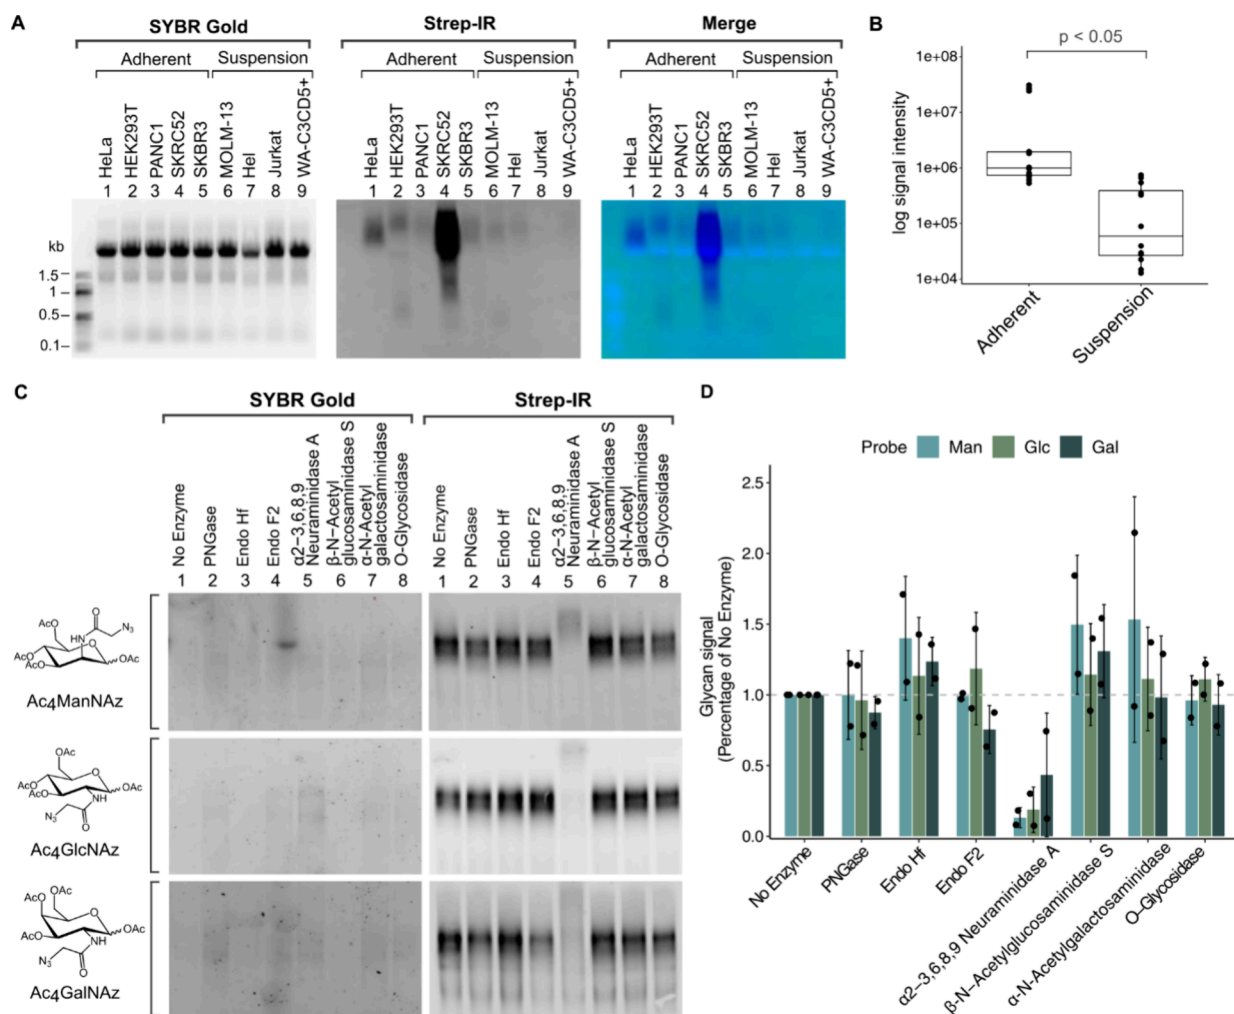 A
SYBR Gold
Strep-IR
Merge
Adherent Suspension
Adherent Suspension
Adherent Suspension
HeLa HEK293T PANC1 SKRC52 SKBR3 MOLM-13 Hel Jurkat WA-C3CD5+
HeLa HEK293T PANC1 SKRC52 SKBR3 MOLM-13 Hel Jurkat WA-C3CD5+
HeLa HEK293T PANC1 SKRC52 SKBR3 MOLM-13 Hel Jurkat WA-C3CD5+
1 2 3 4 5 6 7 8 9
1 2 3 4 5 6 7 8 9
1 2 3 4 5 6 7 8 9
kb
1.5
1
0.5
0.1
B
p < 0.05
log signal intensity
1e+08
1e+07
1e+06
1e+05
1e+04
Adherent
Suspension
C
SYBR Gold
Strep-IR
No Enzyme
PNGase
Endo Hf
Endo F2
α2-3,6,8,9
Neuraminidase A
β-N-Acetyl
glucosaminidase S
α-N-Acetyl
galactosaminidase
O-Glycosidase
1 2 3 4 5 6 7 8
No Enzyme
PNGase
Endo Hf
Endo F2
α2-3,6,8,9
Neuraminidase A
β-N-Acetyl
glucosaminidase S
α-N-Acetyl
galactosaminidase
O-Glycosidase
1 2 3 4 5 6 7 8
AcO O N3
HN
AcO O
AcO OAc
Ac4ManNAz
OAc
O
AcO OAc
AcO NH
N3 O
Ac4GlcNAz
AcO OAc
O
AcO OAc
NH
N3 O
Ac4GalNAz
D
Probe Man Glc Gal
Glycan signal
(Percentage of No Enzyme)
2.5
2.0
1.5
1.0
0.5
0.0
No Enzyme
PNGase
Endo Hf
Endo F2
α2-3,6,8,9 Neuraminidase A
β-N-Acetylglucosaminidase S
α-N-Acetylgalactosaminidase
O-Glycosidase